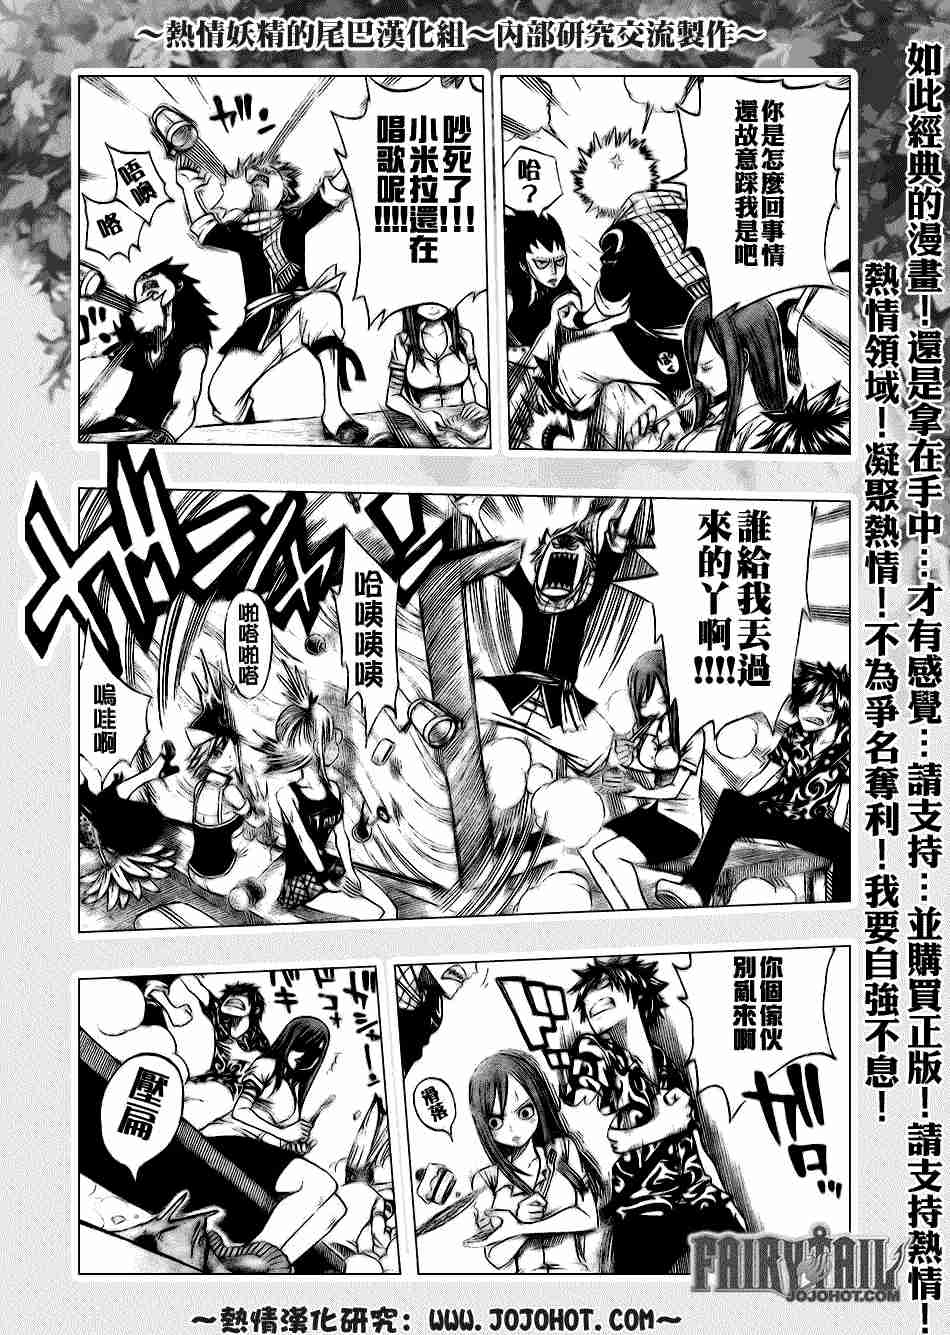 ～熱情妖精的尾巴漢化組～內部研究交流製作～
如此經典的漫畫！還是拿在手中…才有感覺…請支持…並購買正版！請支持熱情！
熱情領域！凝聚熱情！不為爭名奪利！我要自強不息！
你是怎麼回事情
還故意踩我是吧
哈？
吵死了!!!
小米拉還在
唱歌呢!!!!
唔噢
咯
誰給我丟過
來的丫啊!!!!
哈咦咦咦
啪嗒啪嗒
嗚哇啊
你個傢伙
別亂來啊
滑落
壓扁
FAIRY TAIL
JOJOHOT.COM
～熱情漢化研究: WWW.JOJOHOT.COM～